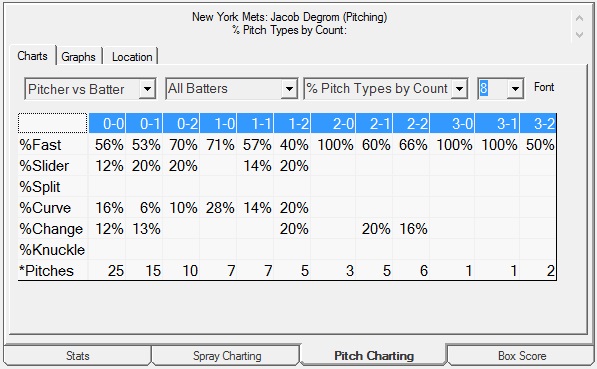 New York Mets: Jacob Degrom (Pitching)
% Pitch Types by Count:
Charts Graphs Location
Pitcher vs Batter All Batters % Pitch Types by Count 8 Font
0-0 0-1 0-2 1-0 1-1 1-2 2-0 2-1 2-2 3-0 3-1 3-2
%Fast 56% 53% 70% 71% 57% 40% 100% 60% 66% 100% 100% 50%
%Slider 12% 20% 20% 14% 20%
%Split
%Curve 16% 6% 10% 28% 14% 20%
%Change 12% 13% 20% 20% 16%
%Knuckle
*Pitches 25 15 10 7 7 5 3 5 6 1 1 2
Stats Spray Charting Pitch Charting Box Score